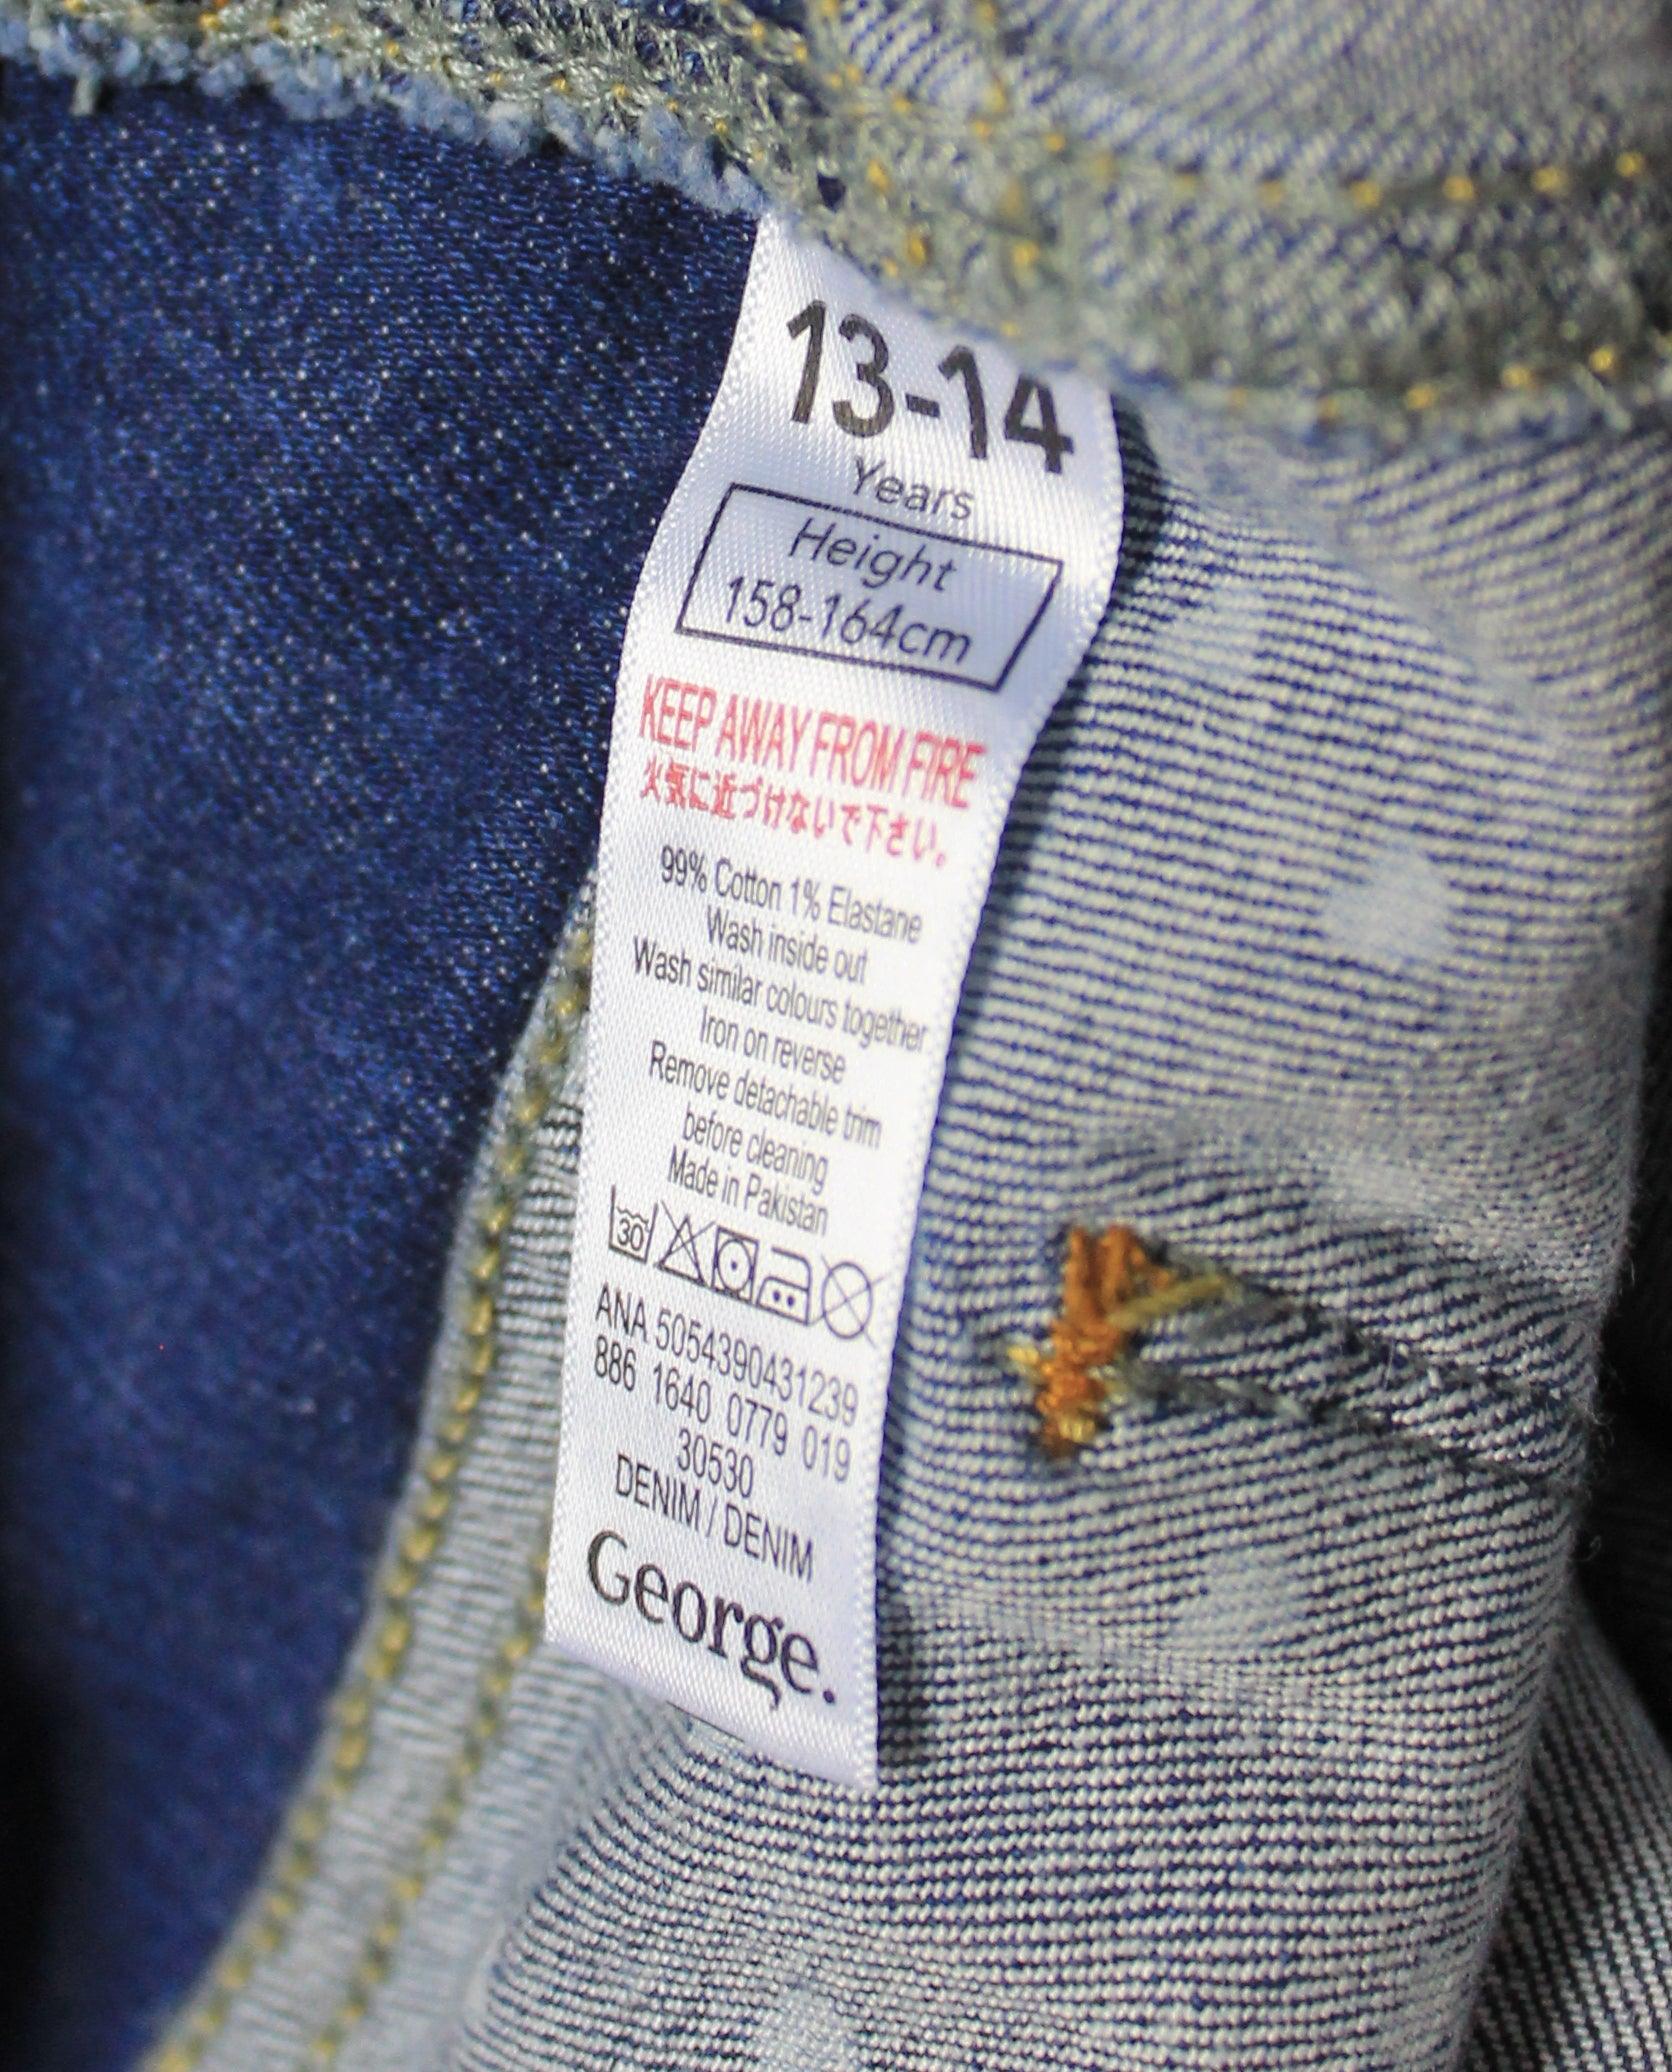 13-14
Years
Height
158-164cm
KEEP AWAY FROM FIRE
火気に近づけないで下さい。
99% Cotton 1% Elastane
Wash inside out
Wash similar colours together
Iron on reverse
Remove detachable trim
before cleaning
Made in Pakistan
30
ANA 5054390431239
886 1640 0779 019
30530
DENIM / DENIM
George.